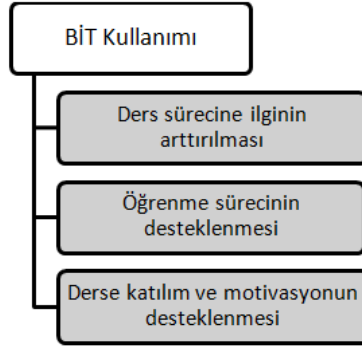 BİT Kullanımı
Ders sürecine ilginin
arttırılması
Öğrenme sürecinin
desteklenmesi
Derse katılım ve motivasyonun
desteklenmesi